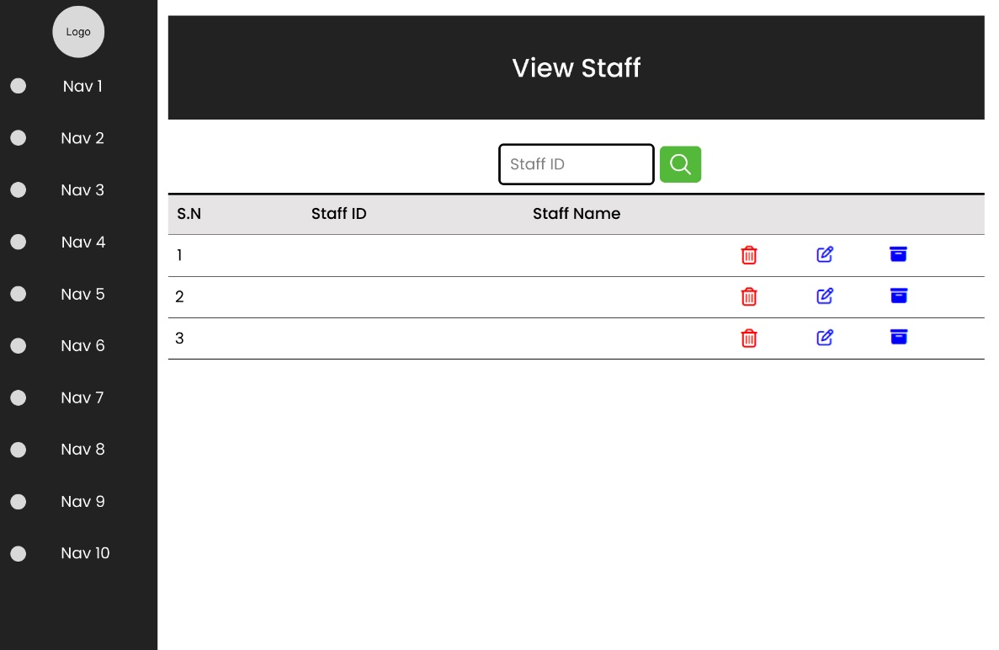 Logo
Nav 1
Nav 2
Nav 3
Nav 4
Nav 5
Nav 6
Nav 7
Nav 8
Nav 9
Nav 10
View Staff
Staff ID
S.N Staff ID Staff Name
1
2
3